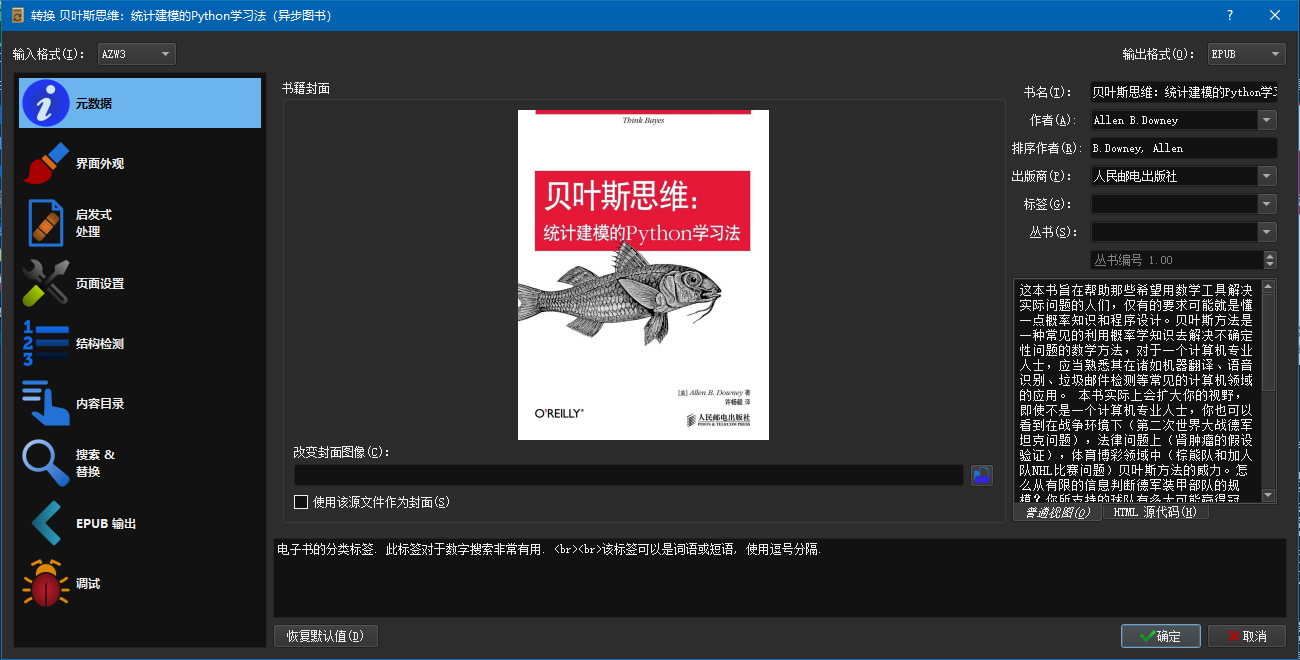 转换 贝叶斯思维：统计建模的Python学习法（异步图书）
?
输入格式(I)：
AZW3
输出格式(O)：
EPUB
元数据
界面外观
启发式
处理
页面设置
结构检测
内容目录
搜索 &
替换
EPUB 输出
调试
书籍封面
Think Bayes
贝叶斯思维：
统计建模的Python学习法
[美] Allen B. Downey 著
许杨毅 译
O'REILLY®
人民邮电出版社
POSTS & TELECOM PRESS
改变封面图像(C)：
使用该源文件作为封面(S)
书名(T)：
贝叶斯思维：统计建模的Python学
作者(A)：
Allen B.Downey
排序作者(R)：
B.Downey, Allen
出版商(P)：
人民邮电出版社
标签(G)：
丛书(S)：
丛书编号 1.00
这本书旨在帮助那些希望用数学工具解决
实际问题的人们，仅有的要求可能就是懂
一点概率知识和程序设计。贝叶斯方法是
一种常见的利用概率学知识去解决不确定
性问题的数学方法，对于一个计算机专业
人士，应当熟悉其在诸如机器翻译、语音
识别、垃圾邮件检测等常见的计算机领域
的应用。 本书实际上会扩大你的视野，
即使不是一个计算机专业人士，你也可以
看到在战争环境下（第二次世界大战德军
坦克问题），法律问题上（肾肿瘤的假设
验证），体育博彩领域中（棕熊队和加人
队NHL比赛问题）贝叶斯方法的威力。怎
么从有限的信息判断德军装甲部队的规
模？你所支持的球队有多大可能赢得冠
普通视图(Q)
HTML 源代码(H)
电子书的分类标签. 此标签对于数字搜索非常有用. <br><br>该标签可以是词语或短语, 使用逗号分隔.
恢复默认值(D)
确定
取消